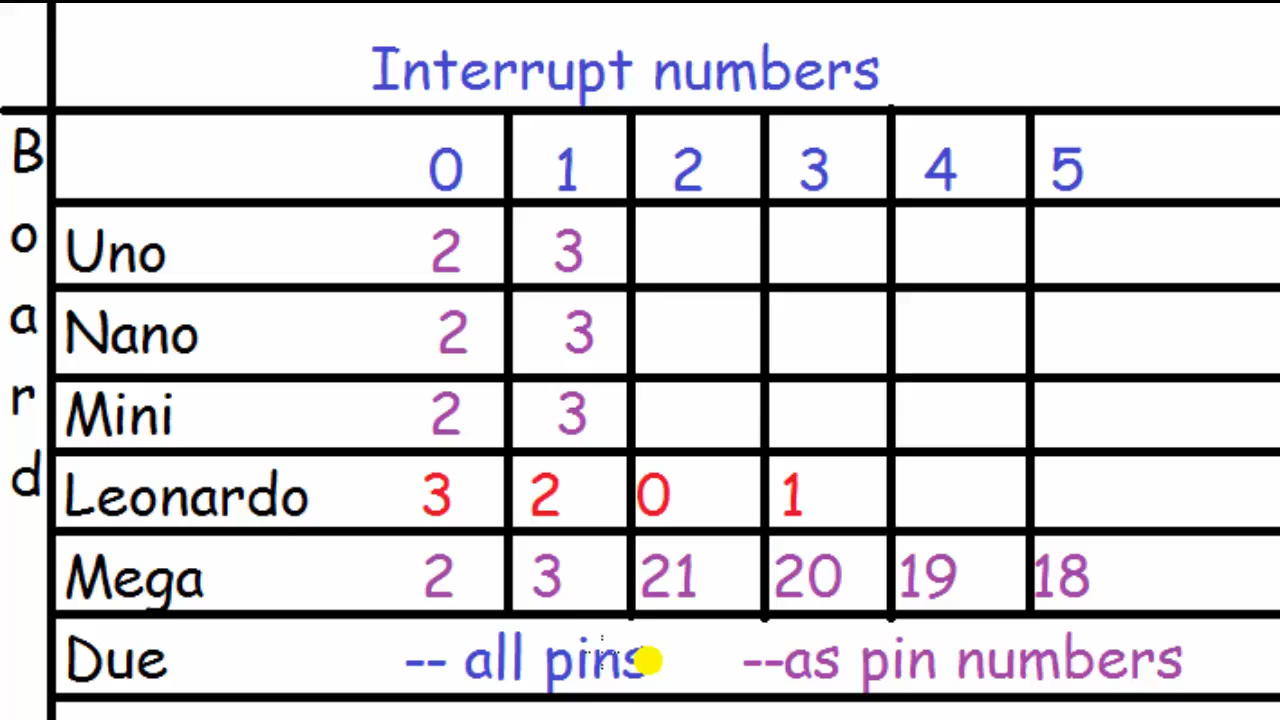 Interrupt numbers
Board
0 1 2 3 4 5
Uno 2 3
Nano 2 3
Mini 2 3
Leonardo 3 2 0 1
Mega 2 3 21 20 19 18
Due -- all pins --as pin numbers